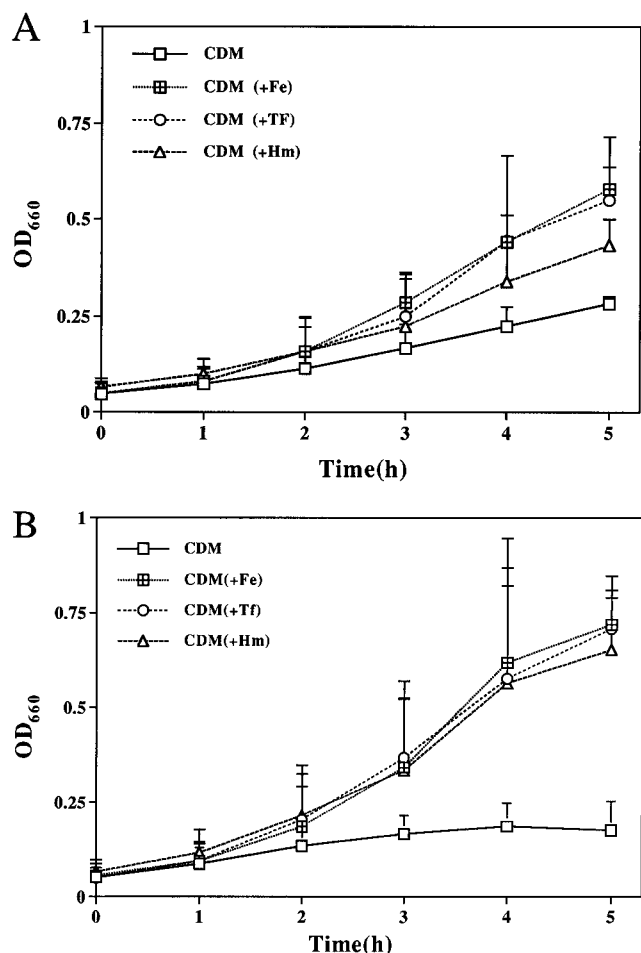 A
1
0.75
0.5
0.25
0
OD660
CDM
CDM (+Fe)
CDM (+TF)
CDM (+Hm)
0 1 2 3 4 5
Time(h)
B
1
0.75
0.5
0.25
0
OD660
CDM
CDM(+Fe)
CDM(+Tf)
CDM(+Hm)
0 1 2 3 4 5
Time(h)